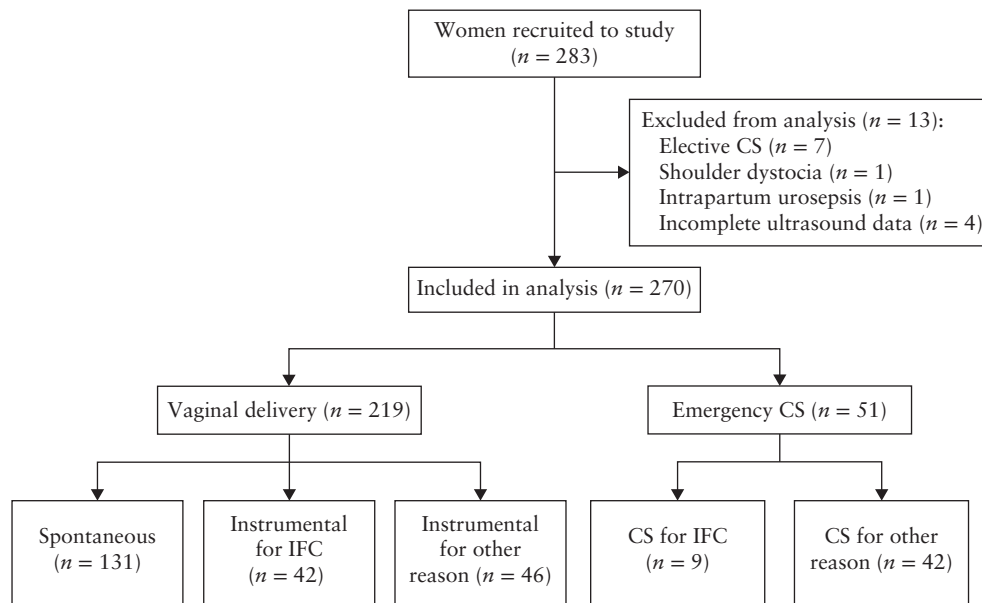 Women recruited to study
(n = 283)
Excluded from analysis (n = 13):
Elective CS (n = 7)
Shoulder dystocia (n = 1)
Intrapartum urosepsis (n = 1)
Incomplete ultrasound data (n = 4)
Included in analysis (n = 270)
Vaginal delivery (n = 219)
Emergency CS (n = 51)
Spontaneous
(n = 131)
Instrumental
for IFC
(n = 42)
Instrumental
for other
reason (n = 46)
CS for IFC
(n = 9)
CS for other
reason (n = 42)